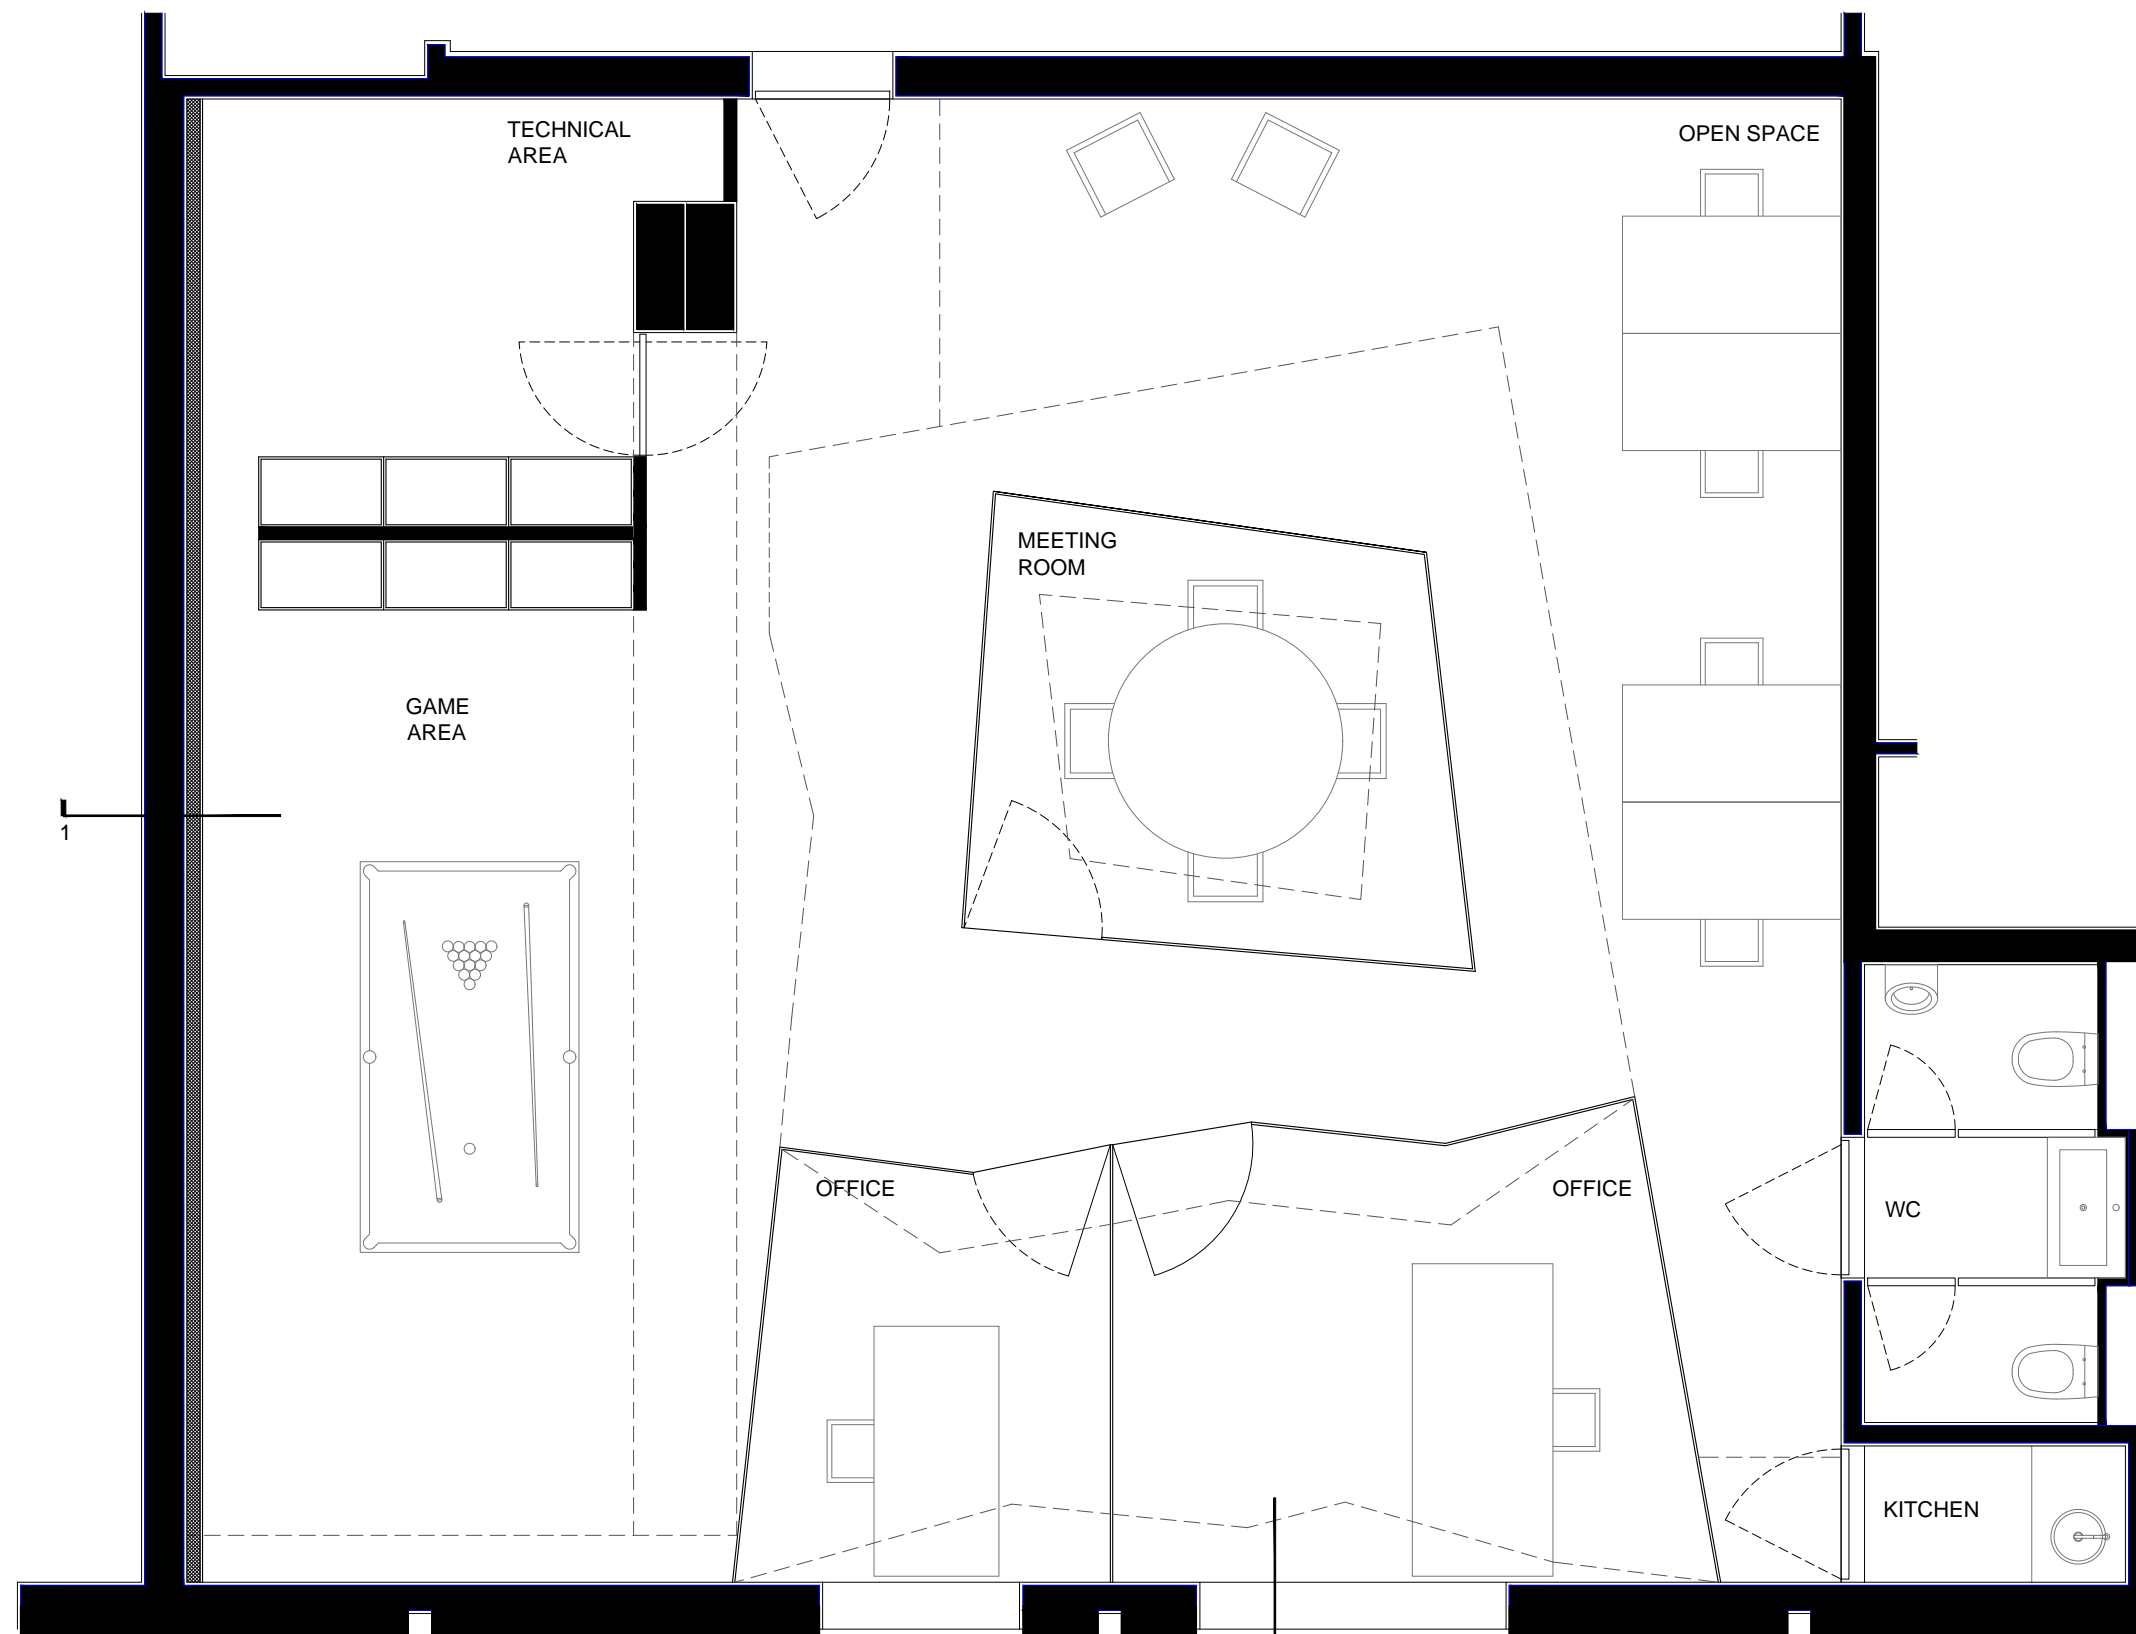 TECHNICAL
AREA
OPEN SPACE
MEETING
ROOM
GAME
AREA
1
OFFICE
OFFICE
WC
KITCHEN